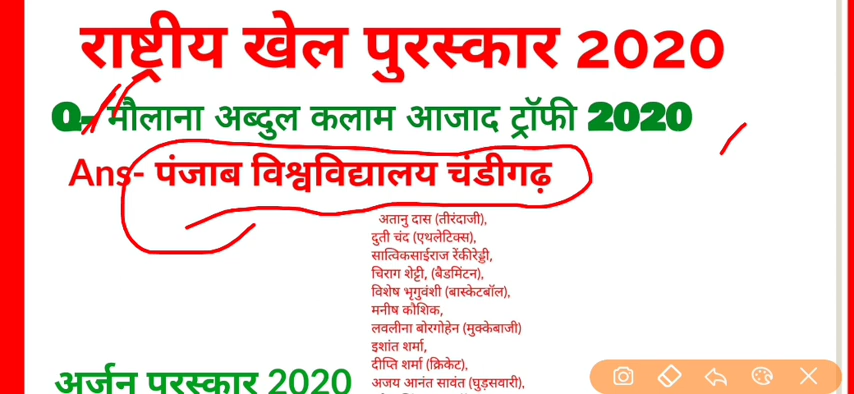 राष्ट्रीय खेल पुरस्कार 2020
Q- मौलाना अब्दुल कलाम आजाद ट्रॉफी 2020
Ans- पंजाब विश्वविद्यालय चंडीगढ़
अतानु दास (तीरंदाजी),
दुती चंद (एथलेटिक्स),
सात्विकसाईराज रेंकीरेड्डी,
चिराग शेट्टी, (बैडमिंटन),
विशेष भृगुवंशी (बास्केटबॉल),
मनीष कौशिक,
लवलीना बोरगोहेन (मुक्केबाजी)
इशांत शर्मा,
दीप्ति शर्मा (क्रिकेट),
अर्जुन पुरस्कार 2020
अजय आनंत सावंत (घुड़सवारी),